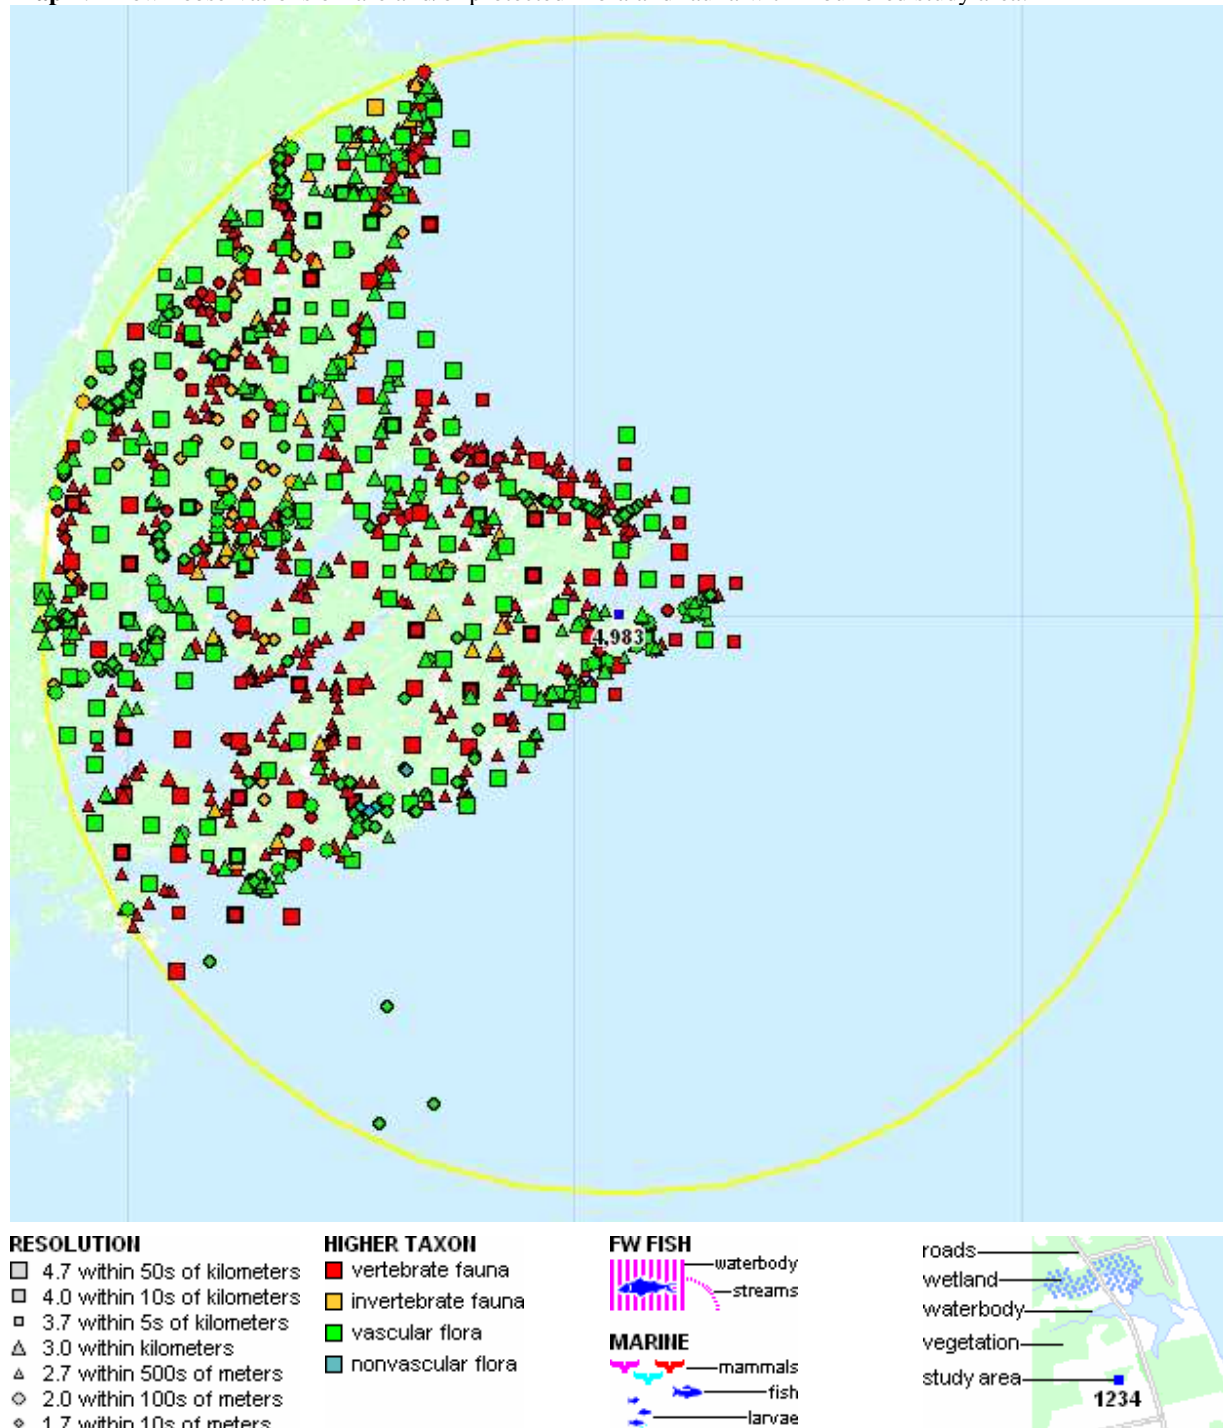 4,983
RESOLUTION
4.7 within 50s of kilometers
4.0 within 10s of kilometers
3.7 within 5s of kilometers
3.0 within kilometers
2.7 within 500s of meters
2.0 within 100s of meters
1.7 within 10s of meters
HIGHER TAXON
vertebrate fauna
invertebrate fauna
vascular flora
nonvascular flora
FW FISH
waterbody
streams
MARINE
mammals
fish
larvae
roads
wetland
waterbody
vegetation
study area
1234